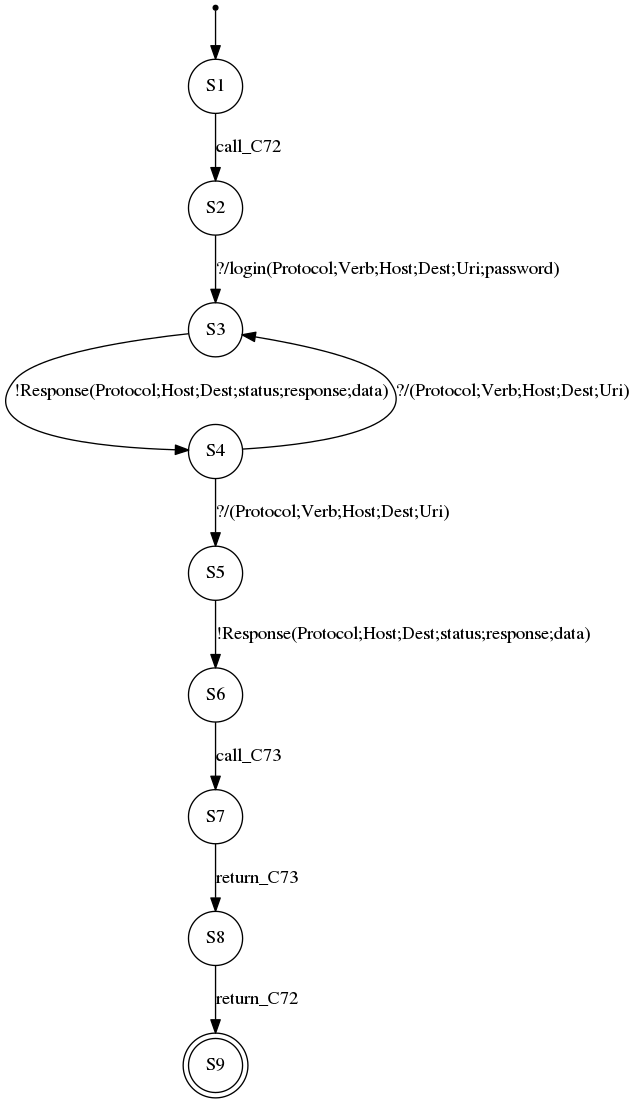 S1
call_C72
S2
?/login(Protocol;Verb;Host;Dest;Uri;password)
S3
!Response(Protocol;Host;Dest;status;response;data)
?/(Protocol;Verb;Host;Dest;Uri)
S4
?/(Protocol;Verb;Host;Dest;Uri)
S5
!Response(Protocol;Host;Dest;status;response;data)
S6
call_C73
S7
return_C73
S8
return_C72
S9